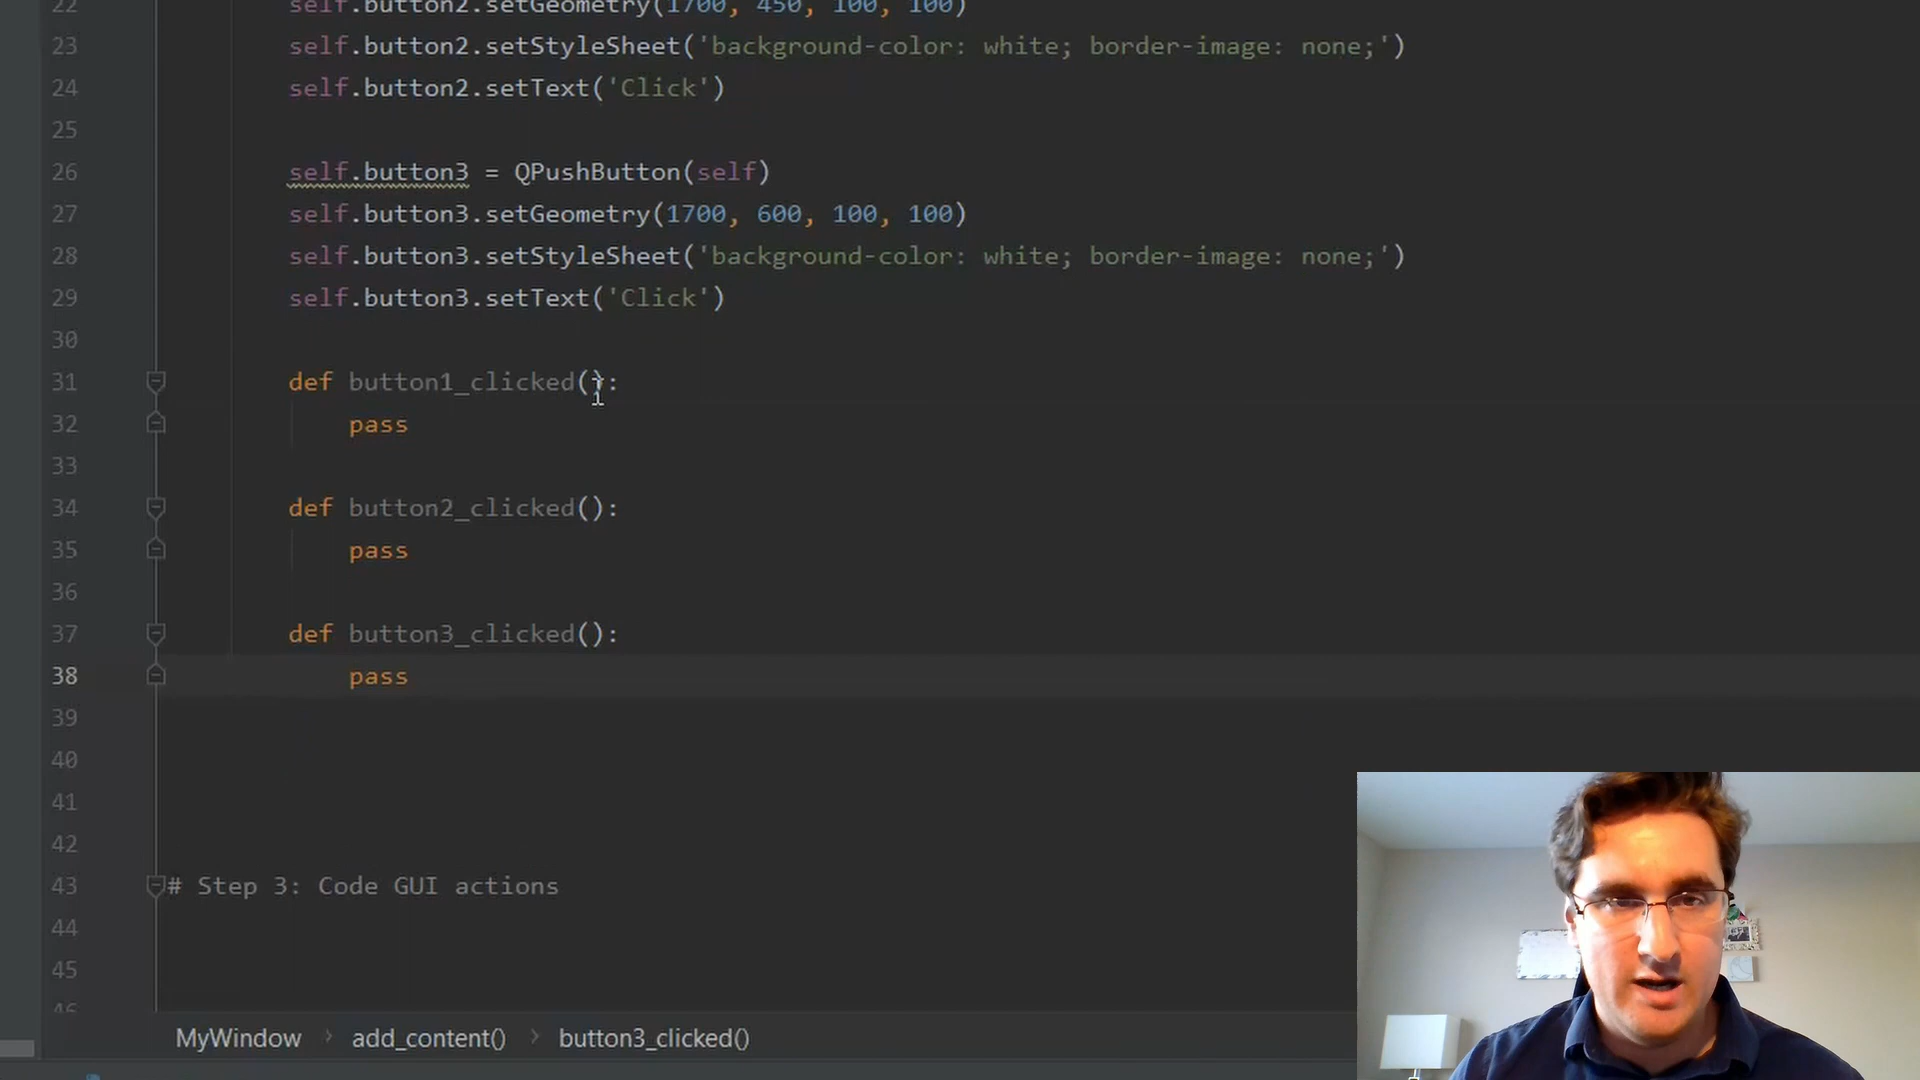 22 self.button2.setGeometry(1700, 450, 100, 100)
23 self.button2.setStyleSheet('background-color: white; border-image: none;')
24 self.button2.setText('Click')
25
26 self.button3 = QPushButton(self)
27 self.button3.setGeometry(1700, 600, 100, 100)
28 self.button3.setStyleSheet('background-color: white; border-image: none;')
29 self.button3.setText('Click')
30
31 def button1_clicked():
32 pass
33
34 def button2_clicked():
35 pass
36
37 def button3_clicked():
38 pass
39
40
41
42
43 # Step 3: Code GUI actions
44
45
46
MyWindow › add_content() › button3_clicked()